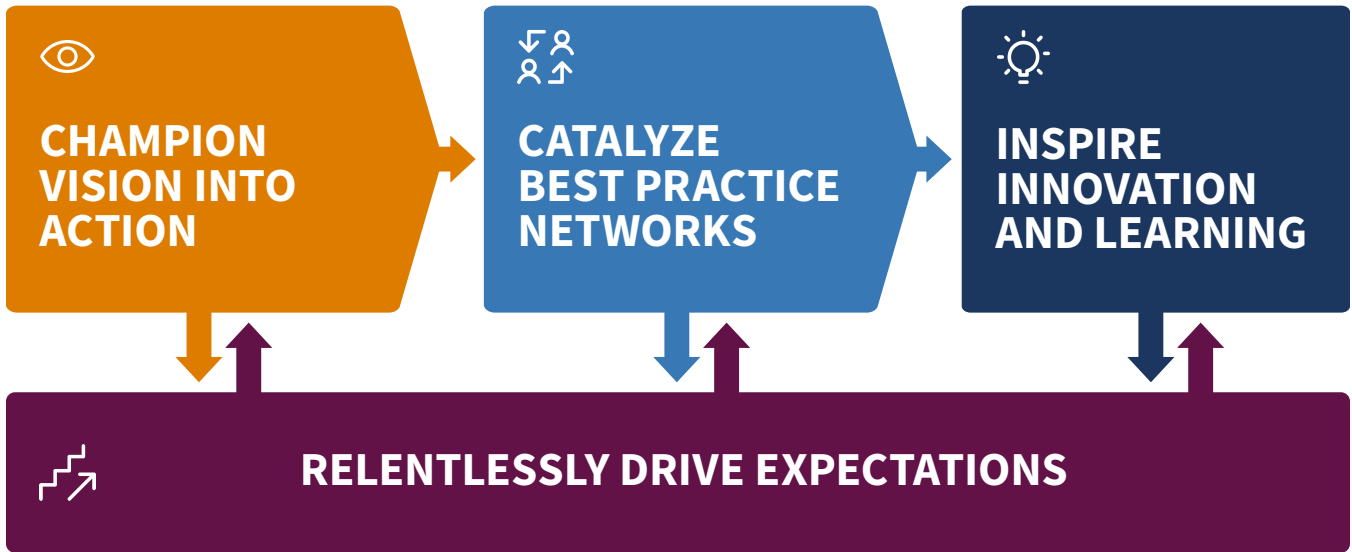 CHAMPION
VISION INTO
ACTION
CATALYZE
BEST PRACTICE
NETWORKS
INSPIRE
INNOVATION
AND LEARNING
RELENTLESSLY DRIVE EXPECTATIONS